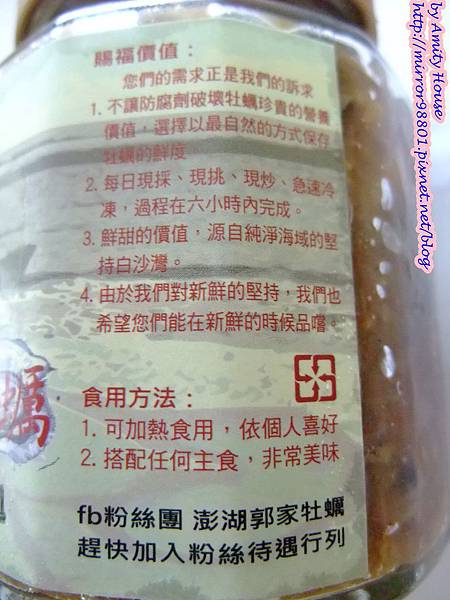 賜福價值：
您們的需求正是我們的訴求
1. 不讓防腐劑破壞牡蠣珍貴的營養
價值，選擇以最自然的方式保存
牡蠣的鮮度
2. 每日現採、現挑、現炒、急速冷
凍，過程在六小時內完成。
3. 鮮甜的價值，源自純淨海域的堅
持白沙灣。
4. 由於我們對新鮮的堅持，我們也
希望您們能在新鮮的時候品嚐。
蠣
食用方法：
1. 可加熱食用，依個人喜好
2. 搭配任何主食，非常美味
fb粉絲團 澎湖郭家牡蠣
趕快加入粉絲待遇行列
by Amity House
http://mirror98801.pixnet.net/blog